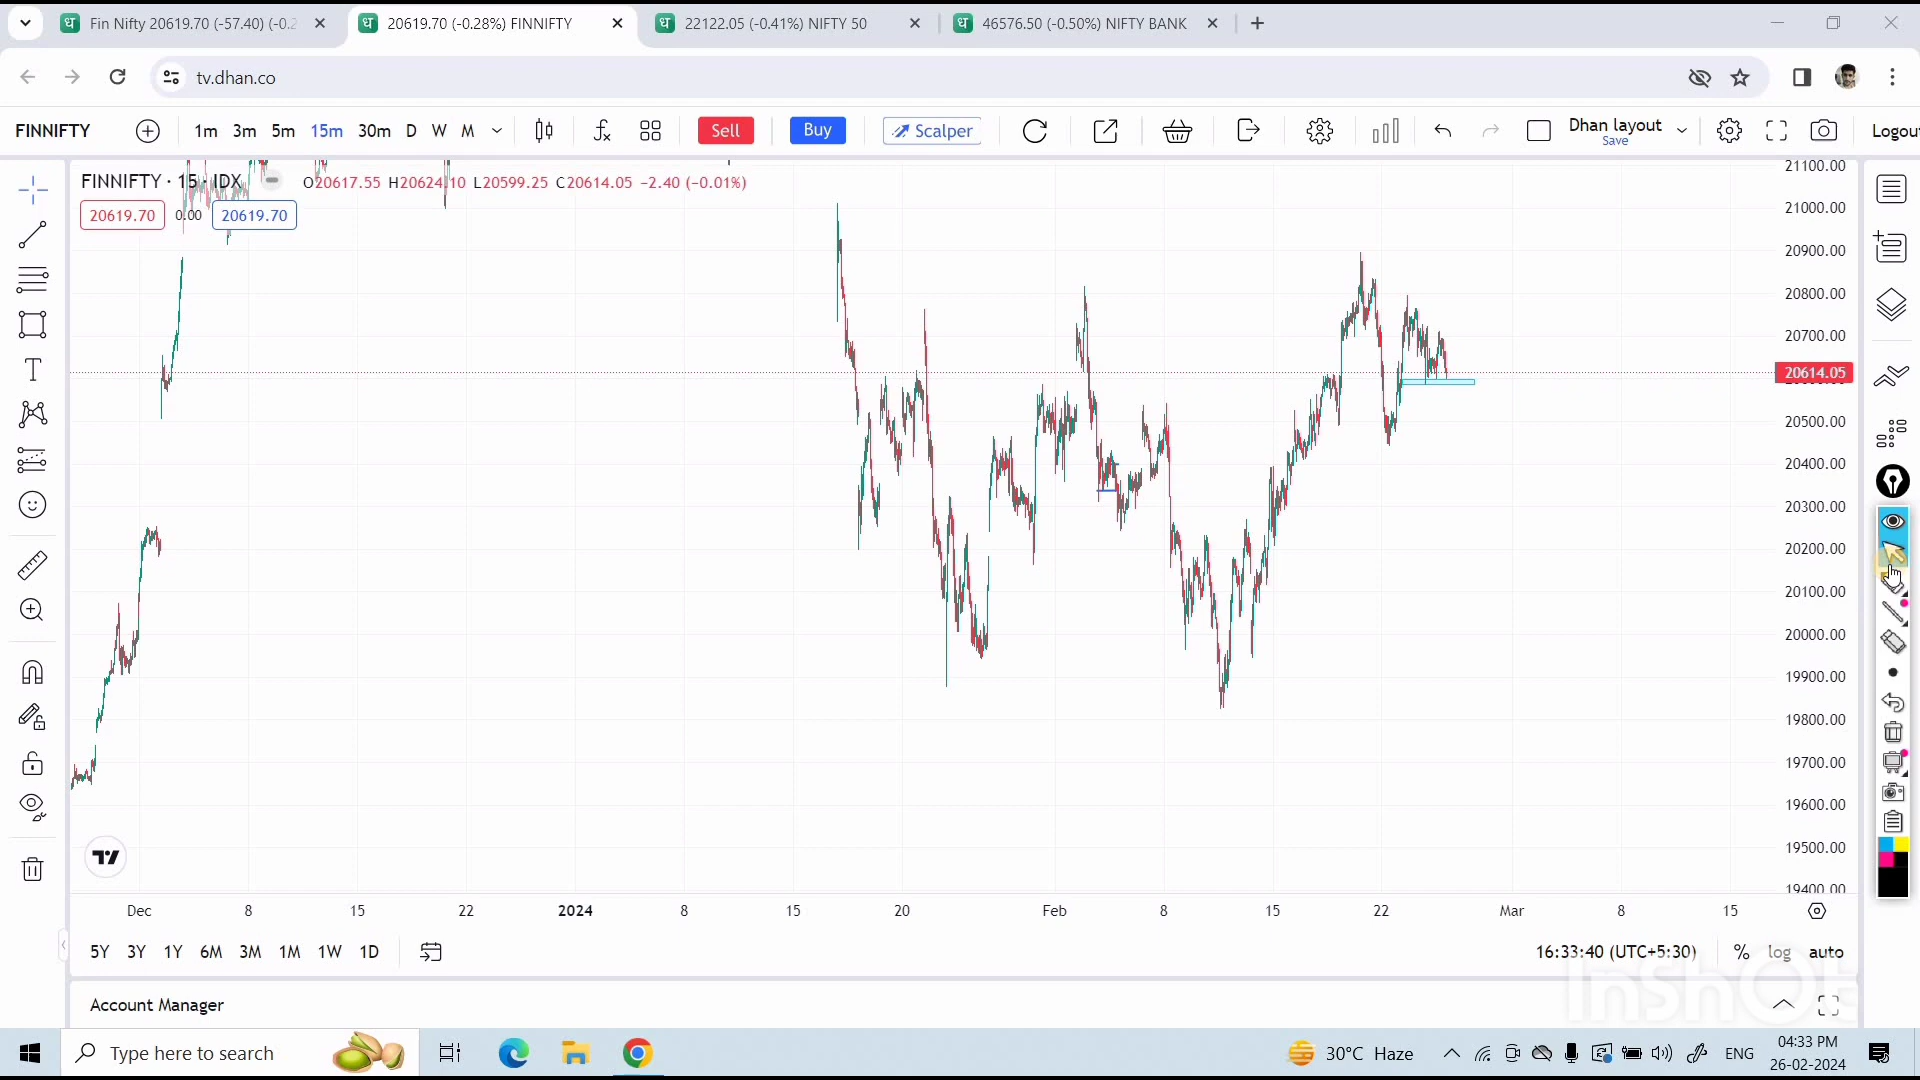 Fin Nifty 20619.70 (-57.40) (-0.2
20619.70 (-0.28%) FINNIFTY
22122.05 (-0.41%) NIFTY 50
46576.50 (-0.50%) NIFTY BANK
tv.dhan.co
FINNIFTY 1m 3m 5m 15m 30m D W M Sell Buy Scalper Dhan layout Save Logout
FINNIFTY · 15 · IDX O20617.55 H20624.10 L20599.25 C20614.05 −2.40 (−0.01%)
20619.70 0.00 20619.70
21100.00
21000.00
20900.00
20800.00
20700.00
20614.05
20500.00
20400.00
20300.00
20200.00
20100.00
20000.00
19900.00
19800.00
19700.00
19600.00
19500.00
19400.00
Dec 8 15 22 2024 8 15 20 Feb 8 15 22 Mar 8 15
5Y 3Y 1Y 6M 3M 1M 1W 1D 16:33:40 (UTC+5:30) % log auto
InShOt
Account Manager
Type here to search 30°C Haze ENG 04:33 PM
26-02-2024